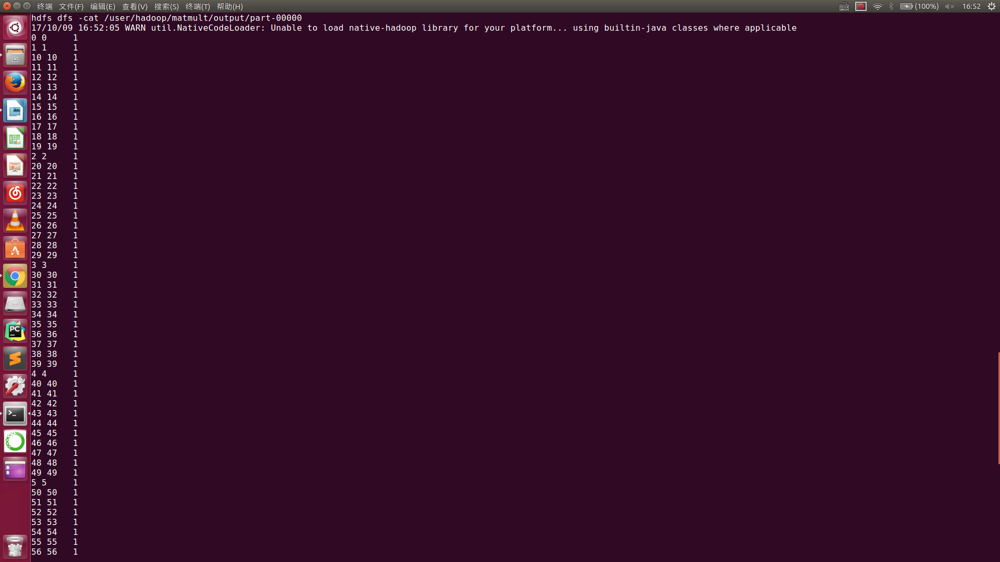 终端 文件(F) 编辑(E) 查看(V) 搜索(S) 终端(T) 帮助(H) (100%) 16:52
hdfs dfs -cat /user/hadoop/matmult/output/part-00000
17/10/09 16:52:05 WARN util.NativeCodeLoader: Unable to load native-hadoop library for your platform... using builtin-java classes where applicable
0 0 1
1 1 1
10 10 1
11 11 1
12 12 1
13 13 1
14 14 1
15 15 1
16 16 1
17 17 1
18 18 1
19 19 1
2 2 1
20 20 1
21 21 1
22 22 1
23 23 1
24 24 1
25 25 1
26 26 1
27 27 1
28 28 1
29 29 1
3 3 1
30 30 1
31 31 1
32 32 1
33 33 1
34 34 1
35 35 1
36 36 1
37 37 1
38 38 1
39 39 1
4 4 1
40 40 1
41 41 1
42 42 1
43 43 1
44 44 1
45 45 1
46 46 1
47 47 1
48 48 1
49 49 1
5 5 1
50 50 1
51 51 1
52 52 1
53 53 1
54 54 1
55 55 1
56 56 1
PC